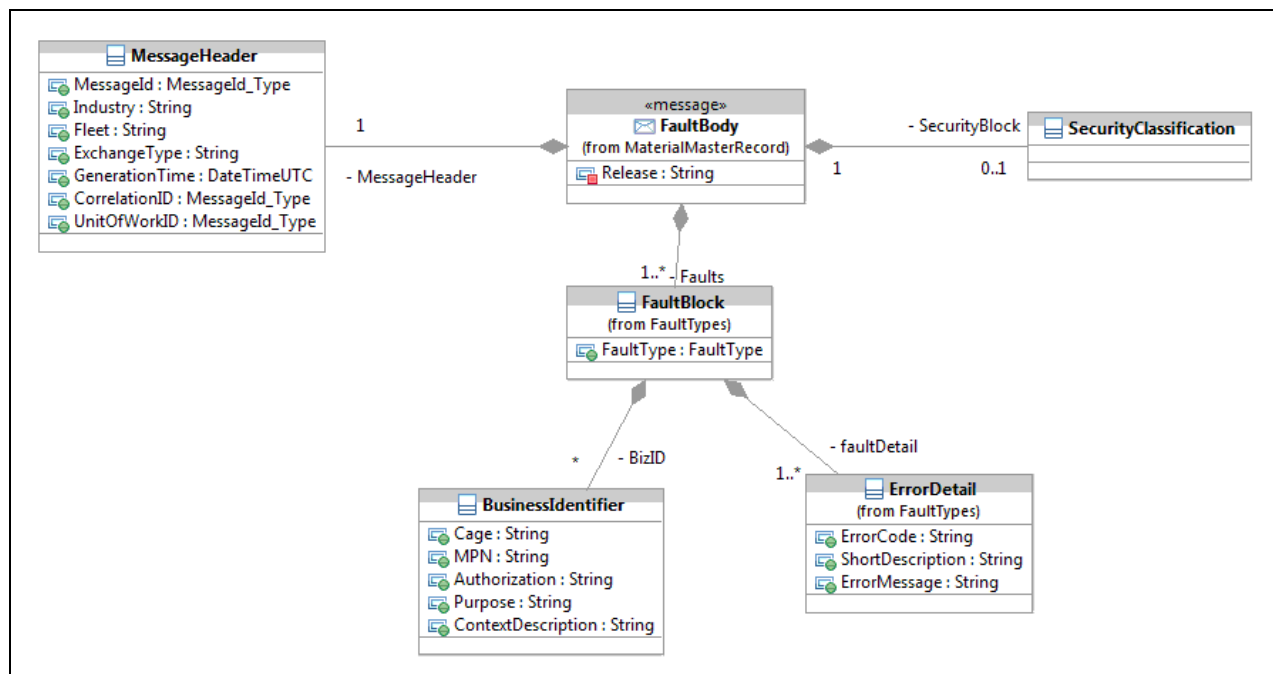 MessageHeader
MessageId : MessageId_Type
Industry : String
Fleet : String
ExchangeType : String
GenerationTime : DateTimeUTC
CorrelationID : MessageId_Type
UnitOfWorkID : MessageId_Type
1
- MessageHeader
«message»
FaultBody
(from MaterialMasterRecord)
Release : String
- SecurityBlock
1
0..1
SecurityClassification
1..*
- Faults
FaultBlock
(from FaultTypes)
FaultType : FaultType
*
- BizID
- faultDetail
1..*
BusinessIdentifier
Cage : String
MPN : String
Authorization : String
Purpose : String
ContextDescription : String
ErrorDetail
(from FaultTypes)
ErrorCode : String
ShortDescription : String
ErrorMessage : String